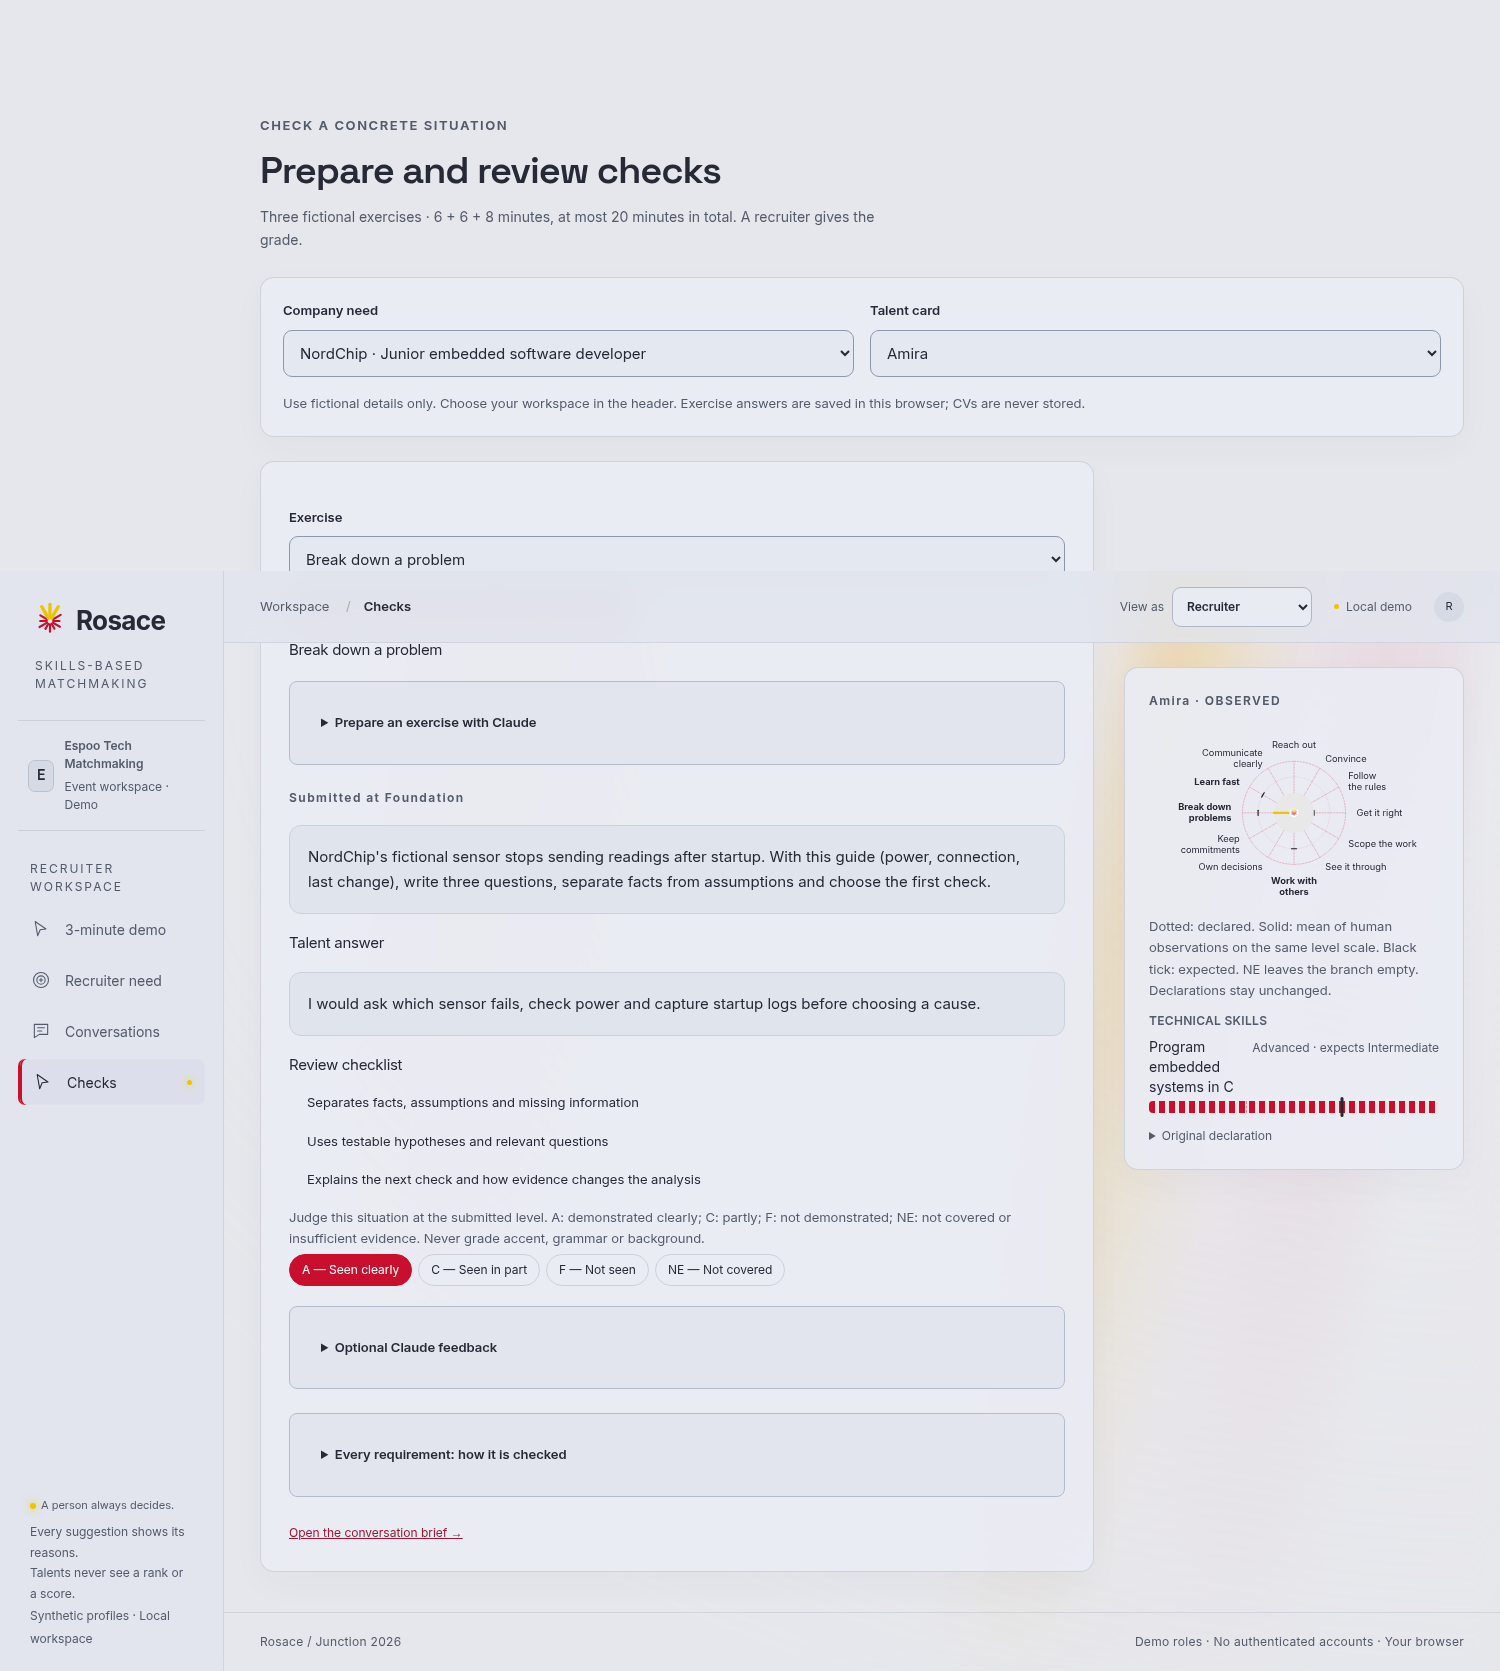 CHECK A CONCRETE SITUATION
Prepare and review checks
Three fictional exercises · 6 + 6 + 8 minutes, at most 20 minutes in total. A recruiter gives the
grade.
Company need
NordChip · Junior embedded software developer
Talent card
Amira
Use fictional details only. Choose your workspace in the header. Exercise answers are saved in this browser; CVs are never stored.
Exercise
Break down a problem
Rosace
SKILLS-BASED
MATCHMAKING
E
Espoo Tech
Matchmaking
Event workspace ·
Demo
RECRUITER
WORKSPACE
3-minute demo
Recruiter need
Conversations
Checks
A person always decides.
Every suggestion shows its
reasons.
Talents never see a rank or
a score.
Synthetic profiles · Local
workspace
Workspace / Checks
View as
Recruiter
Local demo
R
Break down a problem
▶ Prepare an exercise with Claude
Submitted at Foundation
NordChip's fictional sensor stops sending readings after startup. With this guide (power, connection,
last change), write three questions, separate facts from assumptions and choose the first check.
Talent answer
I would ask which sensor fails, check power and capture startup logs before choosing a cause.
Review checklist
Separates facts, assumptions and missing information
Uses testable hypotheses and relevant questions
Explains the next check and how evidence changes the analysis
Judge this situation at the submitted level. A: demonstrated clearly; C: partly; F: not demonstrated; NE: not covered or
insufficient evidence. Never grade accent, grammar or background.
A — Seen clearly
C — Seen in part
F — Not seen
NE — Not covered
▶ Optional Claude feedback
▶ Every requirement: how it is checked
Open the conversation brief →
Amira · OBSERVED
Reach out
Convince
Follow
the rules
Get it right
Scope the work
See it through
Work with
others
Own decisions
Keep
commitments
Break down
problems
Learn fast
Communicate
clearly
Dotted: declared. Solid: mean of human
observations on the same level scale. Black
tick: expected. NE leaves the branch empty.
Declarations stay unchanged.
TECHNICAL SKILLS
Program
embedded
systems in C
Advanced · expects Intermediate
▶ Original declaration
Rosace / Junction 2026
Demo roles · No authenticated accounts · Your browser